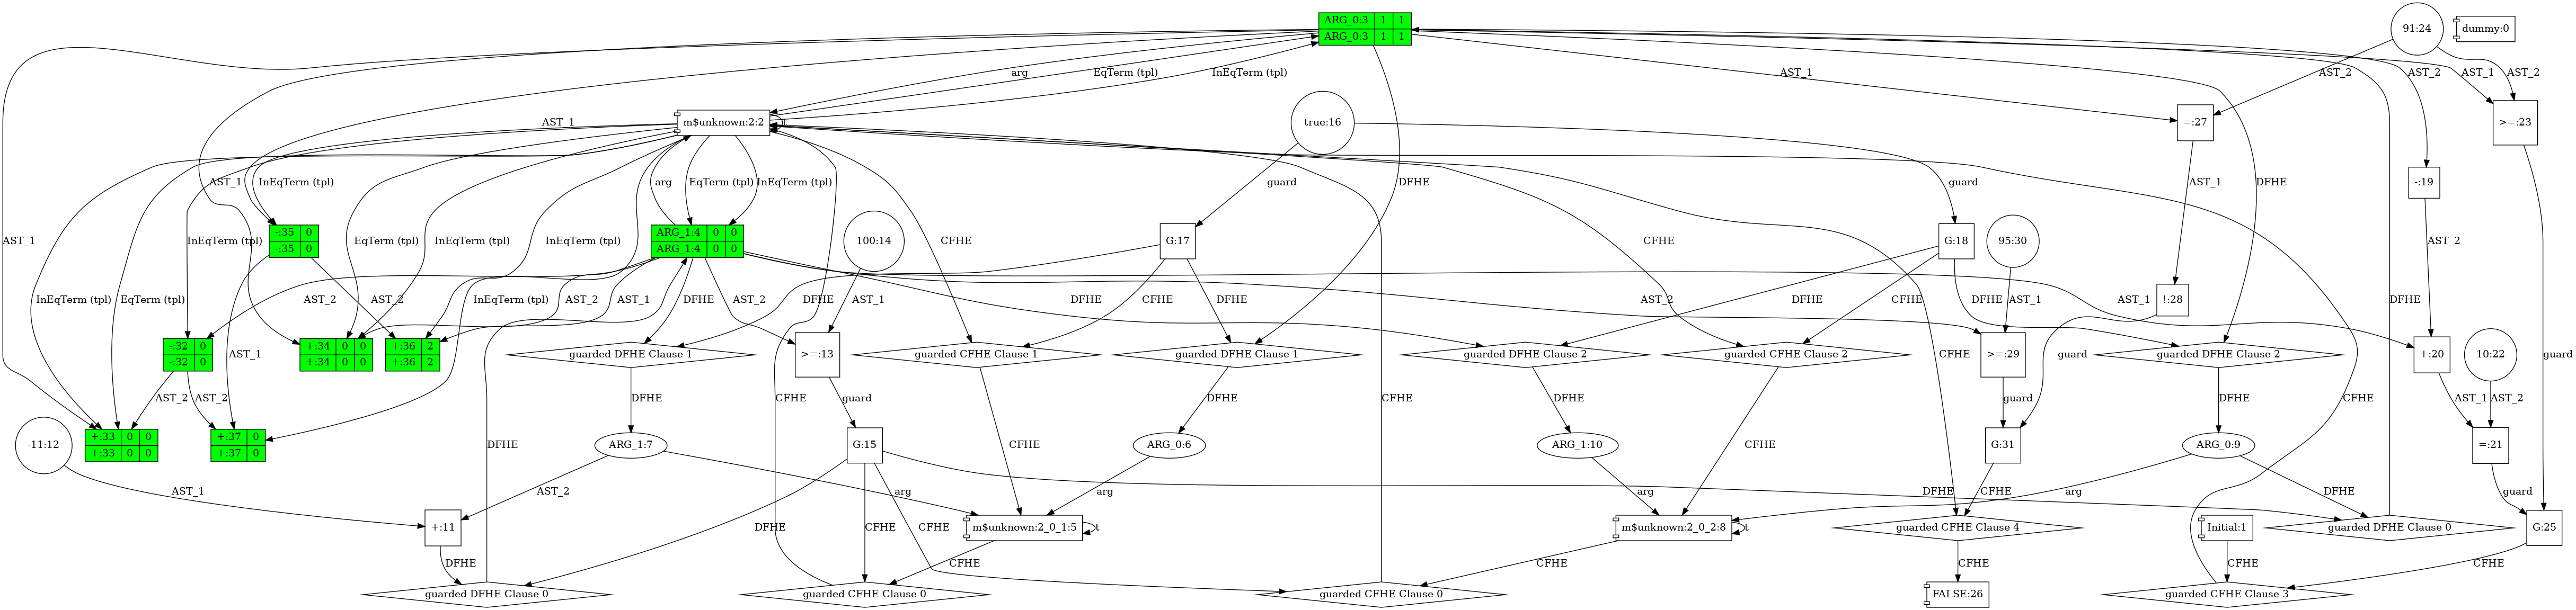 ARG_0:3 1 1
ARG_0:3 1 1
91:24
dummy:0
arg
EqTerm (tpl)
InEqTerm (tpl)
AST_1
AST_2
AST_2
AST_1
AST_2
AST_1
m$unknown:2:2
t
true:16
=:27
>=:23
InEqTerm (tpl)
AST_1
arg
EqTerm (tpl)
InEqTerm (tpl)
guard
DFHE
guard
DFHE
AST_1
-:19
-:35 0
-:35 0
ARG_1:4 0 0
ARG_1:4 0 0
100:14
G:17
G:18
95:30
InEqTerm (tpl)
EqTerm (tpl)
InEqTerm (tpl)
InEqTerm (tpl)
CFHE
CFHE
AST_2
AST_1
InEqTerm (tpl)
EqTerm (tpl)
AST_2
AST_2
InEqTerm (tpl)
AST_2
AST_1
DFHE
AST_2
DFHE
AST_1
CFHE
DFHE
DFHE
AST_2
DFHE
CFHE
DFHE
AST_1
AST_1
!:28
-:32 0
-:32 0
+:34 0 0
+:34 0 0
+:36 2
+:36 2
guarded DFHE Clause 1
>=:13
guarded CFHE Clause 1
guarded DFHE Clause 1
guarded DFHE Clause 2
guarded CFHE Clause 2
>=:29
guarded DFHE Clause 2
+:20
10:22
AST_1
guard
guard
AST_2
AST_2
DFHE
guard
CFHE
DFHE
CFHE
DFHE
CFHE
guard
CFHE
DFHE
AST_1
AST_2
-11:12
+:33 0 0
+:33 0 0
+:37 0
+:37 0
ARG_1:7
G:15
ARG_0:6
ARG_1:10
G:31
ARG_0:9
=:21
DFHE
CFHE
CFHE
CFHE
DFHE
AST_1
AST_2
arg
arg
arg
CFHE
DFHE
arg
DFHE
guard
+:11
m$unknown:2_0_1:5
t
m$unknown:2_0_2:8
t
guarded CFHE Clause 4
Initial:1
guarded DFHE Clause 0
G:25
DFHE
DFHE
CFHE
CFHE
CFHE
CFHE
CFHE
CFHE
CFHE
guarded DFHE Clause 0
guarded CFHE Clause 0
guarded CFHE Clause 0
FALSE:26
guarded CFHE Clause 3